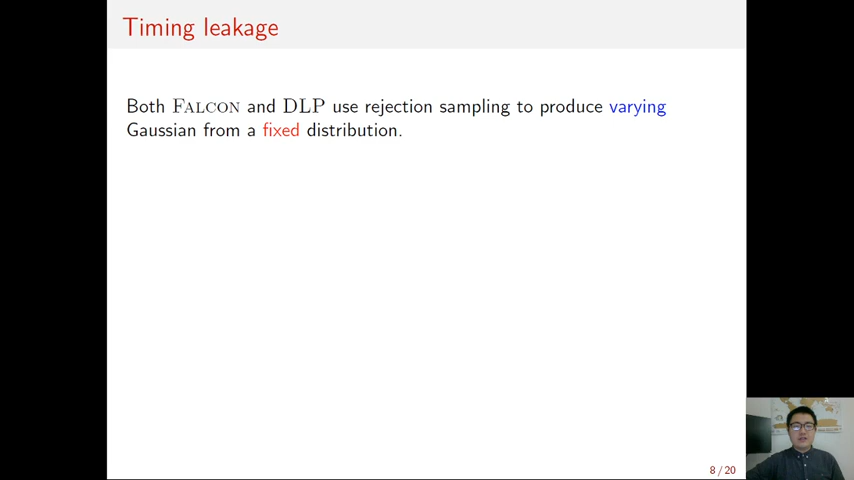 Timing leakage
Both FALCON and DLP use rejection sampling to produce varying
Gaussian from a fixed distribution.
8 / 20